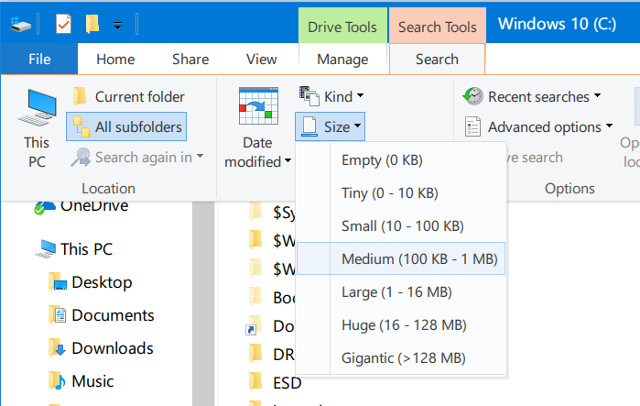 Drive Tools
Search Tools
Windows 10 (C:)
File
Home
Share
View
Manage
Search
This
PC
Current folder
All subfolders
Search again in
Location
Date
modified
Kind
Size
Recent searches
Advanced options
search
Options
location
Empty (0 KB)
Tiny (0 - 10 KB)
Small (10 - 100 KB)
Medium (100 KB - 1 MB)
Large (1 - 16 MB)
Huge (16 - 128 MB)
Gigantic (>128 MB)
OneDrive
This PC
Desktop
Documents
Downloads
Music
$Sy
$W
$W
Boo
Do
DR
ESD